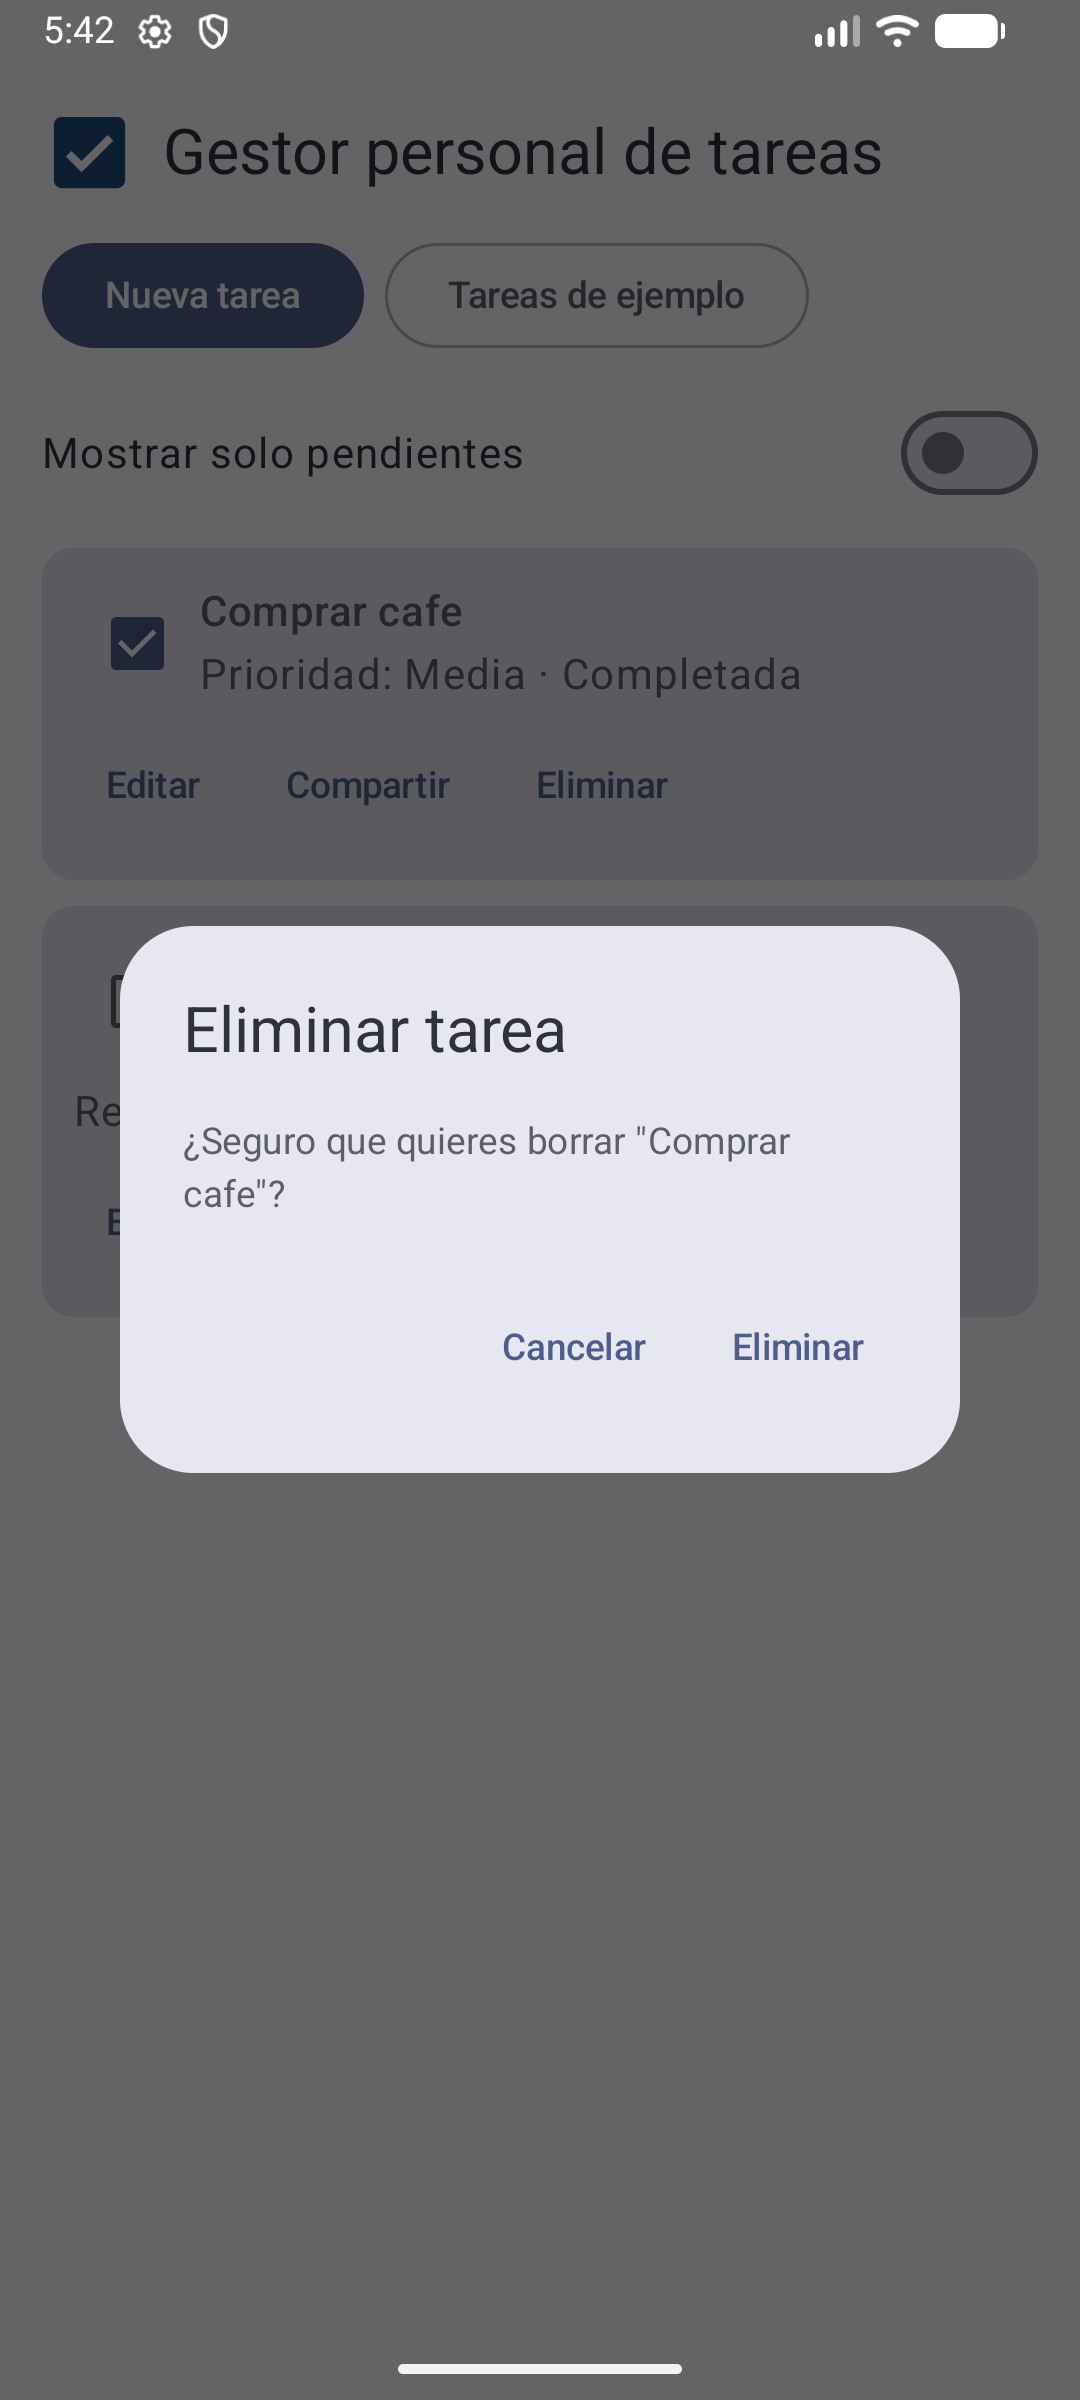 5:42
Gestor personal de tareas
Nueva tarea
Tareas de ejemplo
Mostrar solo pendientes
Comprar cafe
Prioridad: Media · Completada
Editar
Compartir
Eliminar
Re
Eliminar tarea
¿Seguro que quieres borrar "Comprar
cafe"?
Cancelar
Eliminar